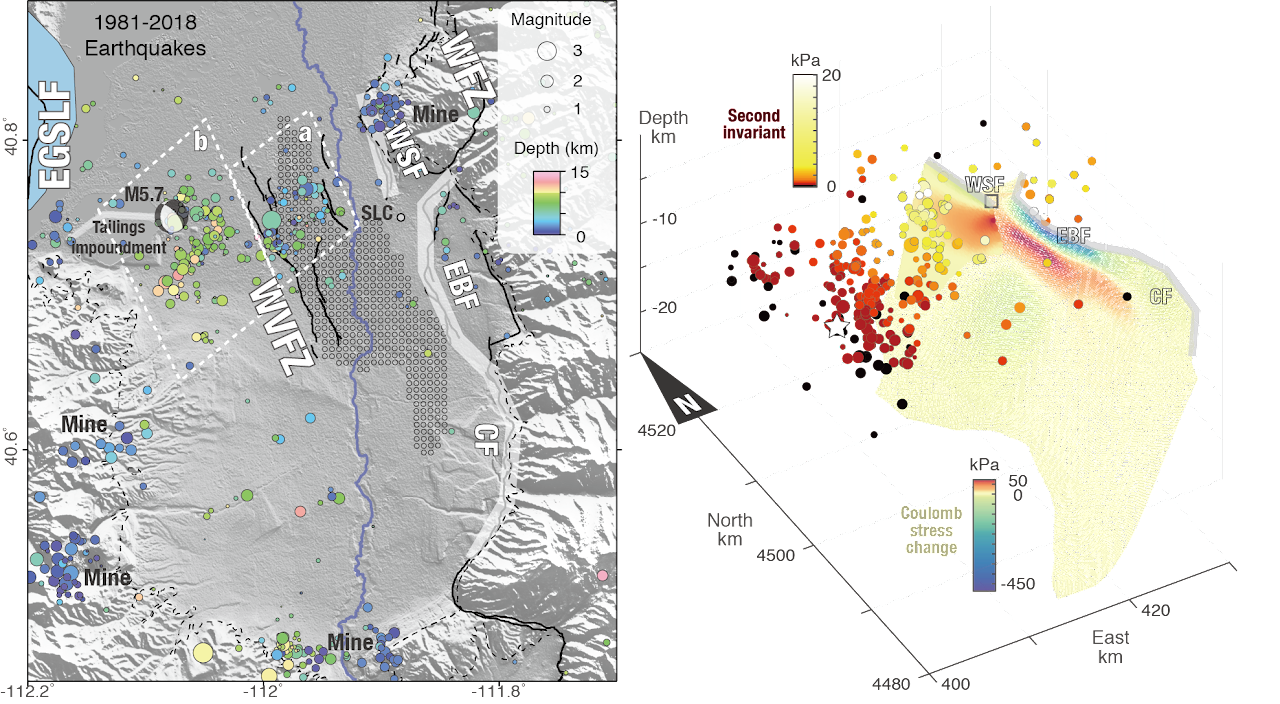 1981-2018
Earthquakes
EGSLF
WFZ
Mine
WSF
a
b
M5.7
Tailings
impoundment
SLC
EBF
WVFZ
CF
Mine
Mine
Mine
Magnitude
3
2
1
Depth (km)
15
0
40.8°
40.6°
-112.2°
-112°
-111.8°
kPa
20
Second
invariant
0
Depth
km
-10
-20
WSF
EBF
CF
N
4520
North
km
4500
4480
400
420
East
km
kPa
50
0
Coulomb
stress
change
-450